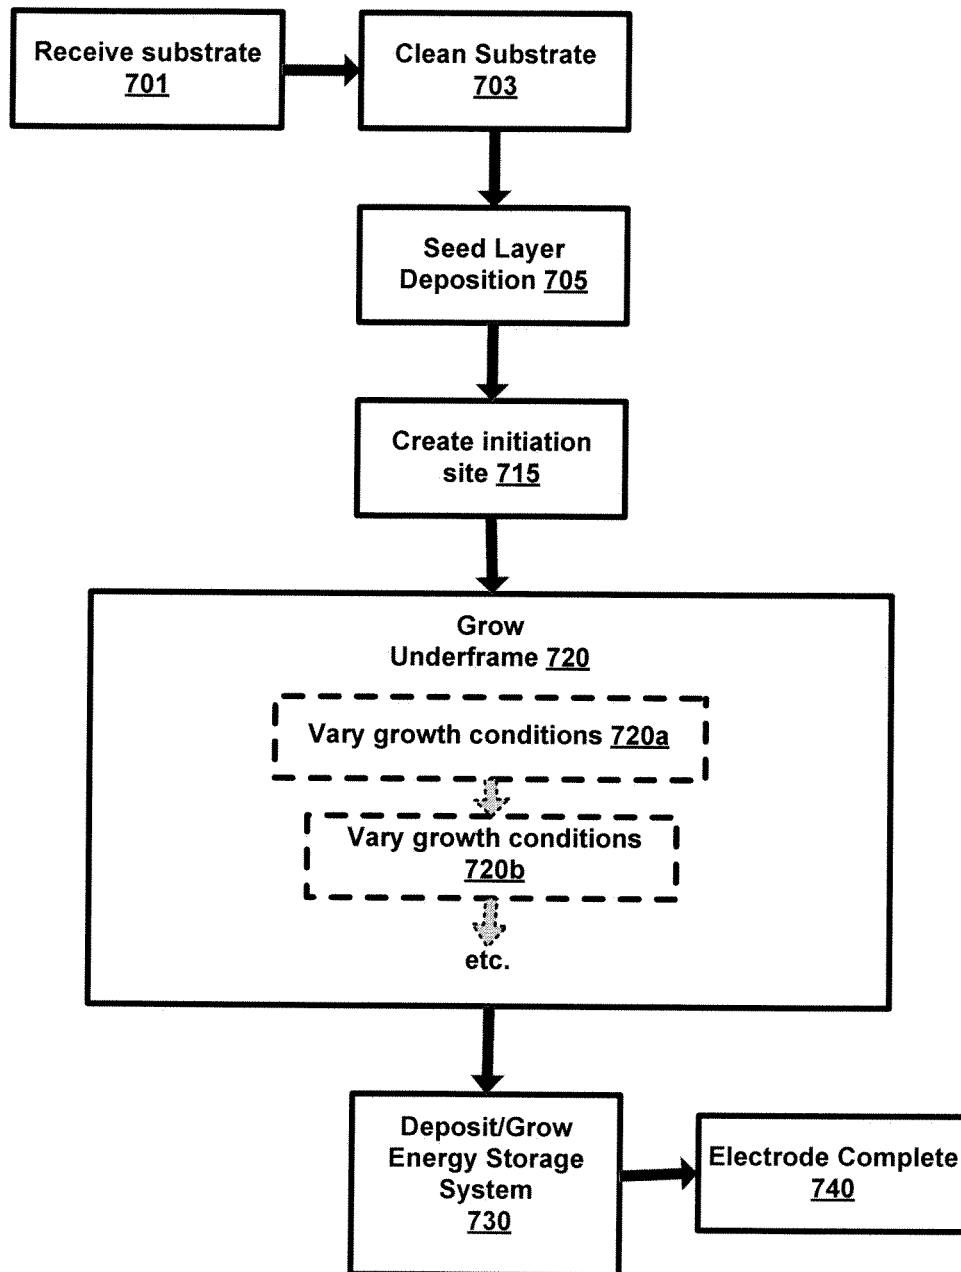 Receive substrate
701
Clean Substrate
703
Seed Layer
Deposition 705
Create initiation
site 715
Grow
Underframe 720
Vary growth conditions 720a
Vary growth conditions
720b
etc.
Deposit/Grow
Energy Storage
System
730
Electrode Complete
740